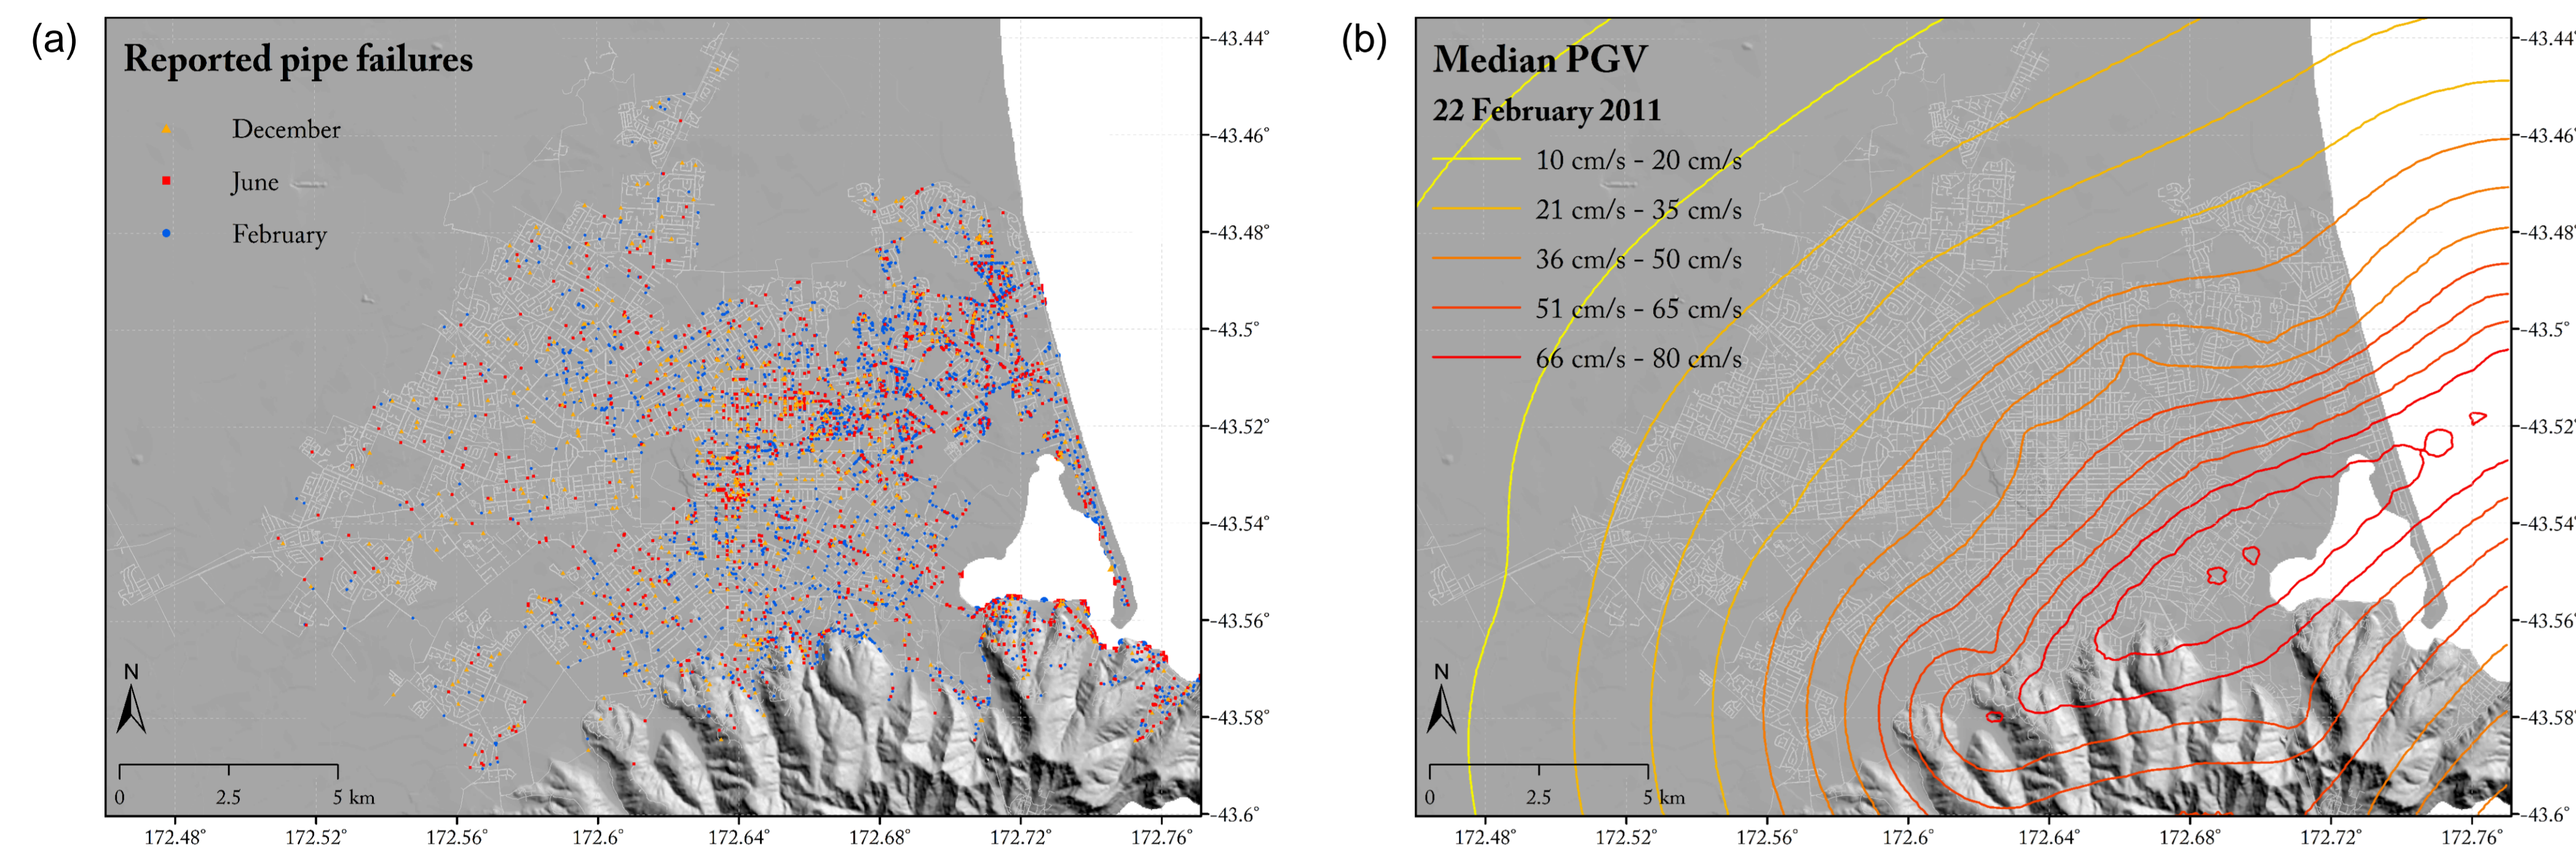 (a)
Reported pipe failures
December
June
February
N
0 2.5 5 km
172.48° 172.52° 172.56° 172.6° 172.64° 172.68° 172.72° 172.76°
-43.44°
-43.46°
-43.48°
-43.5°
-43.52°
-43.54°
-43.56°
-43.58°
-43.6°
(b)
Median PGV
22 February 2011
10 cm/s - 20 cm/s
21 cm/s - 35 cm/s
36 cm/s - 50 cm/s
51 cm/s - 65 cm/s
66 cm/s - 80 cm/s
N
0 2.5 5 km
172.48° 172.52° 172.56° 172.6° 172.64° 172.68° 172.72° 172.76°
-43.44°
-43.46°
-43.48°
-43.5°
-43.52°
-43.54°
-43.56°
-43.58°
-43.6°